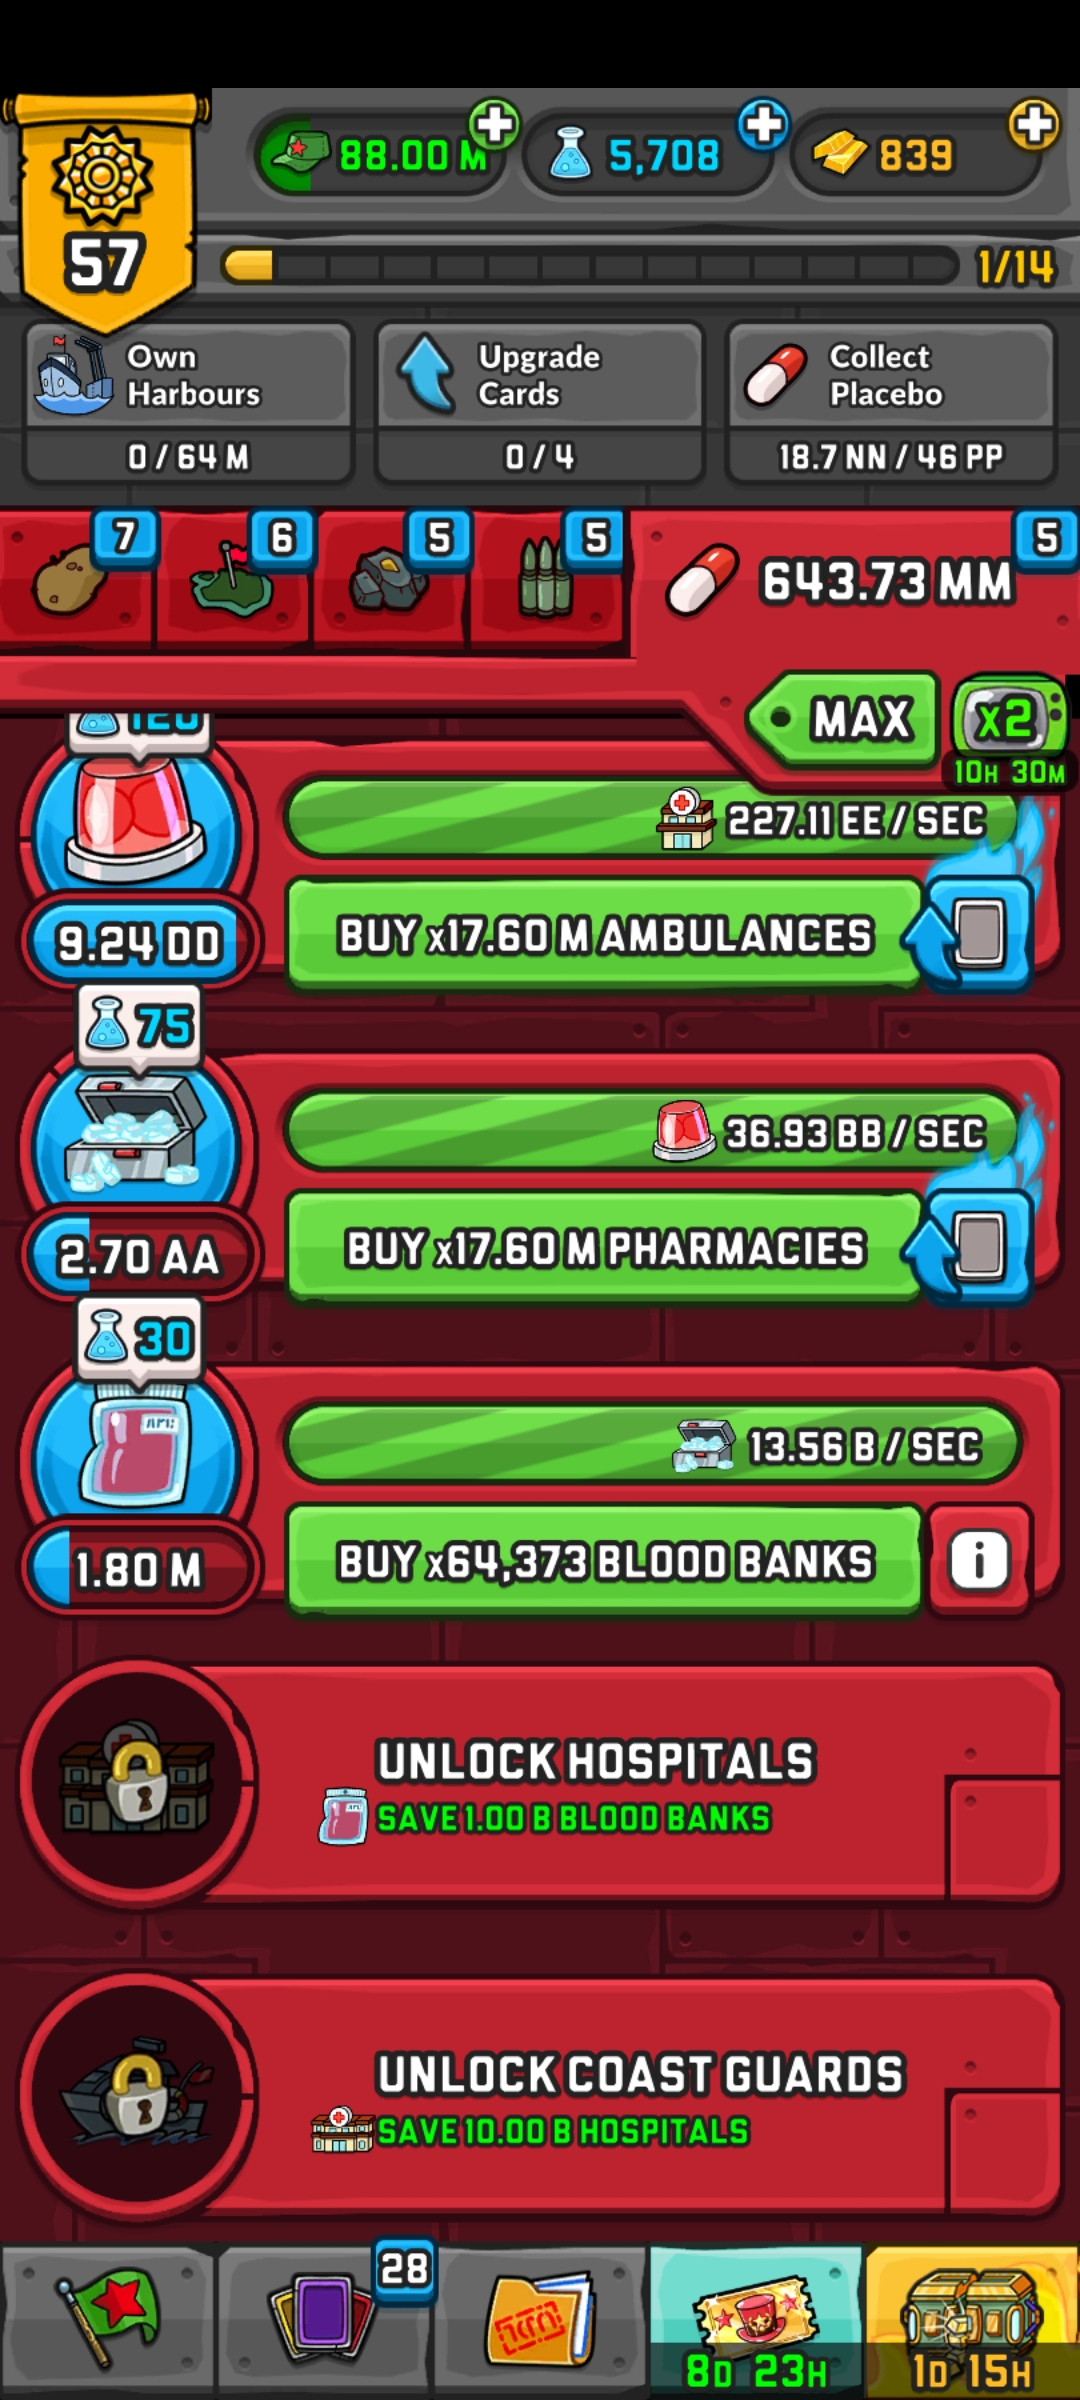 88.00 M
5,708
839
57
1/14
Own
Harbours
0 / 64 M
Upgrade
Cards
0 / 4
Collect
Placebo
18.7 NN / 46 PP
7
6
5
5
643.73 MM
5
MAX
x2
10H 30M
120
227.11 EE / SEC
9.24 DD
BUY x17.60 M AMBULANCES
75
36.93 BB / SEC
2.70 AA
BUY x17.60 M PHARMACIES
30
13.56 B / SEC
1.80 M
BUY x64,373 BLOOD BANKS
i
UNLOCK HOSPITALS
SAVE 1.00 B BLOOD BANKS
UNLOCK COAST GUARDS
SAVE 10.00 B HOSPITALS
28
8D 23H
1D 15H